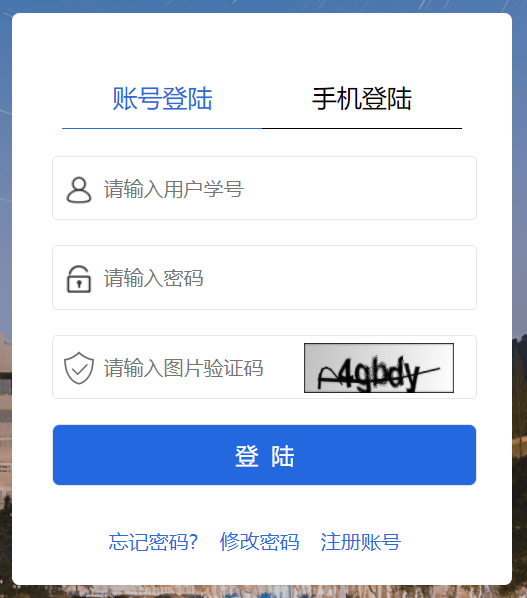 账号登陆 手机登陆
请输入用户学号
请输入密码
请输入图片验证码 4gbdy
登 陆
忘记密码? 修改密码 注册账号